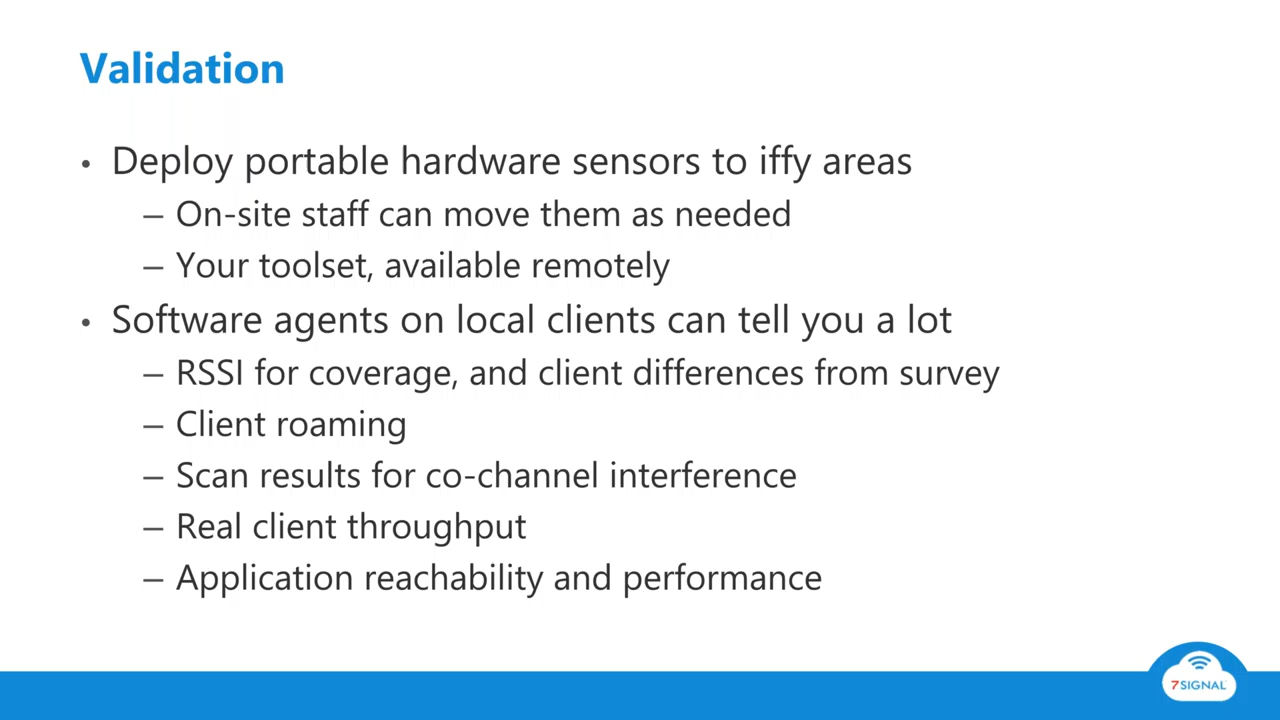 Validation
• Deploy portable hardware sensors to iffy areas
– On-site staff can move them as needed
– Your toolset, available remotely
• Software agents on local clients can tell you a lot
– RSSI for coverage, and client differences from survey
– Client roaming
– Scan results for co-channel interference
– Real client throughput
– Application reachability and performance
7SIGNAL